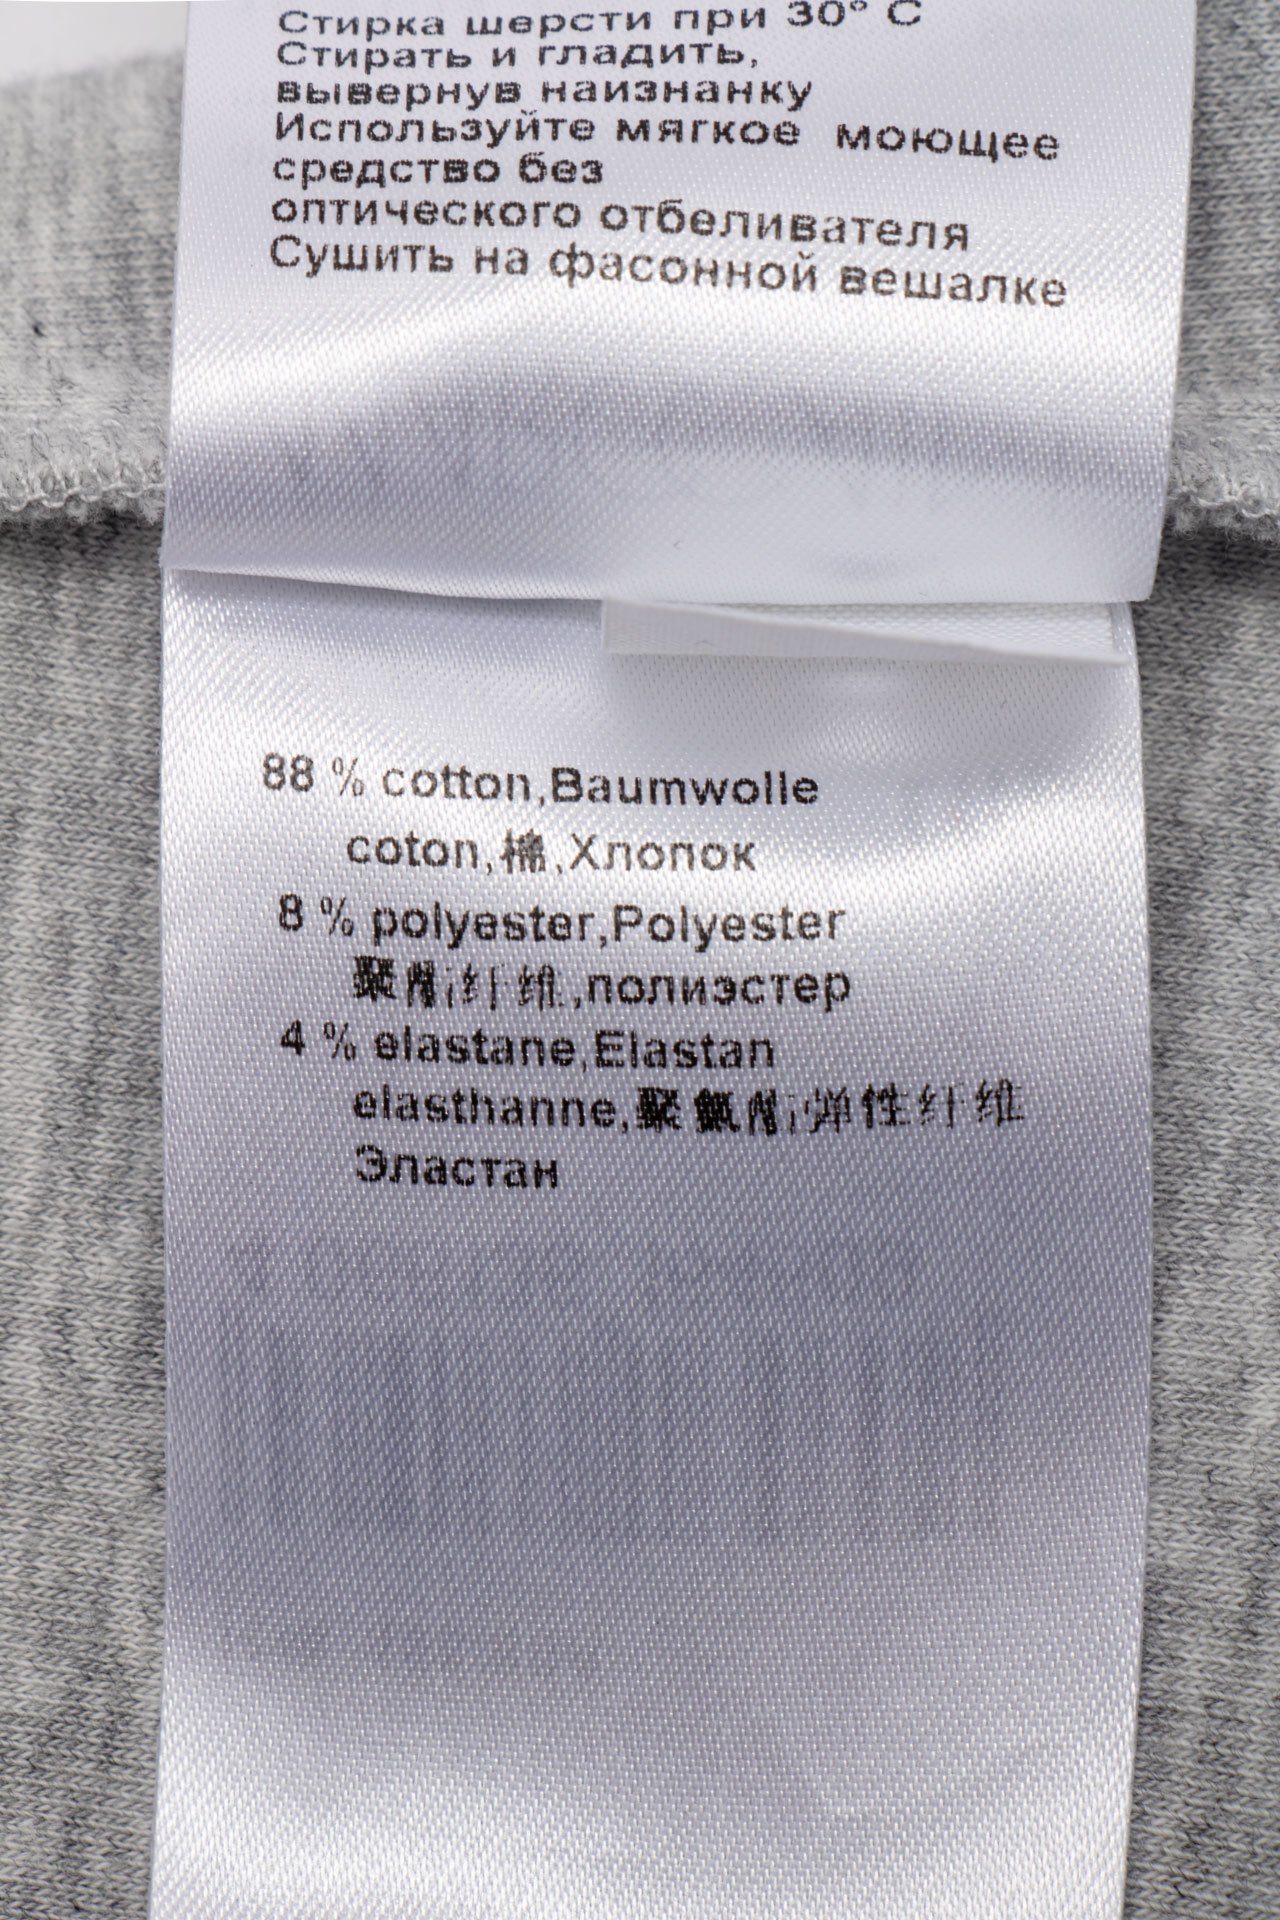 Стирка шерсти при 30° C
Стирать и гладить,
вывернув наизнанку
Используйте мягкое моющее
средство без
оптического отбеливателя
Сушить на фасонной вешалке
88 % cotton,Baumwolle
coton,棉,Хлопок
8 % polyester,Polyester
聚酯纤维,полиэстер
4 % elastane,Elastan
elasthanne,聚氨酯弹性纤维
Эластан